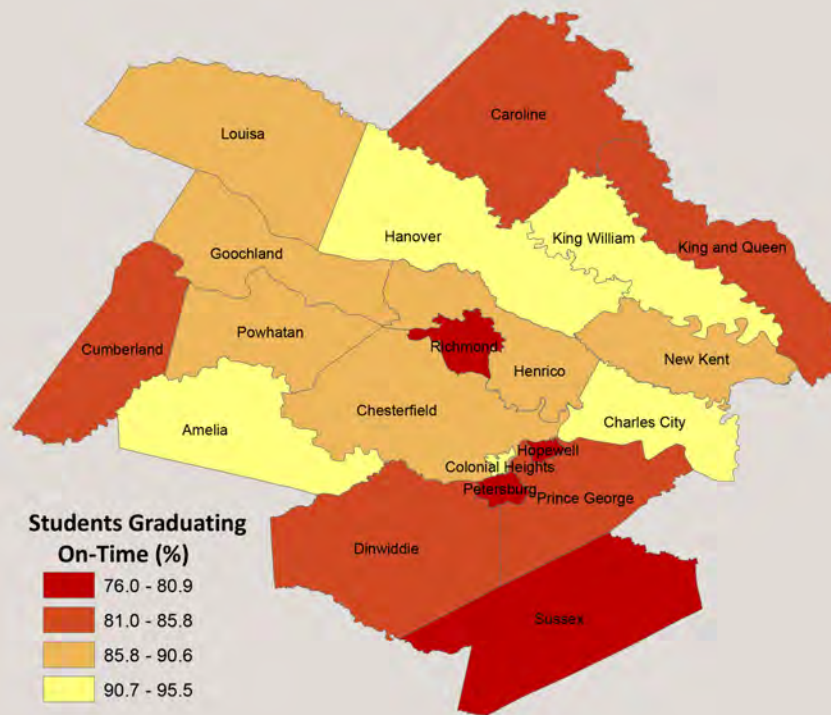 Caroline
Louisa
Hanover
King William
King and Queen
Goochland
Powhatan
Cumberland
Richmond
Henrico
New Kent
Chesterfield
Charles City
Amelia
Hopewell
Colonial Heights
Petersburg
Prince George
Dinwiddie
Sussex
Students Graduating
On-Time (%)
76.0 - 80.9
81.0 - 85.8
85.8 - 90.6
90.7 - 95.5